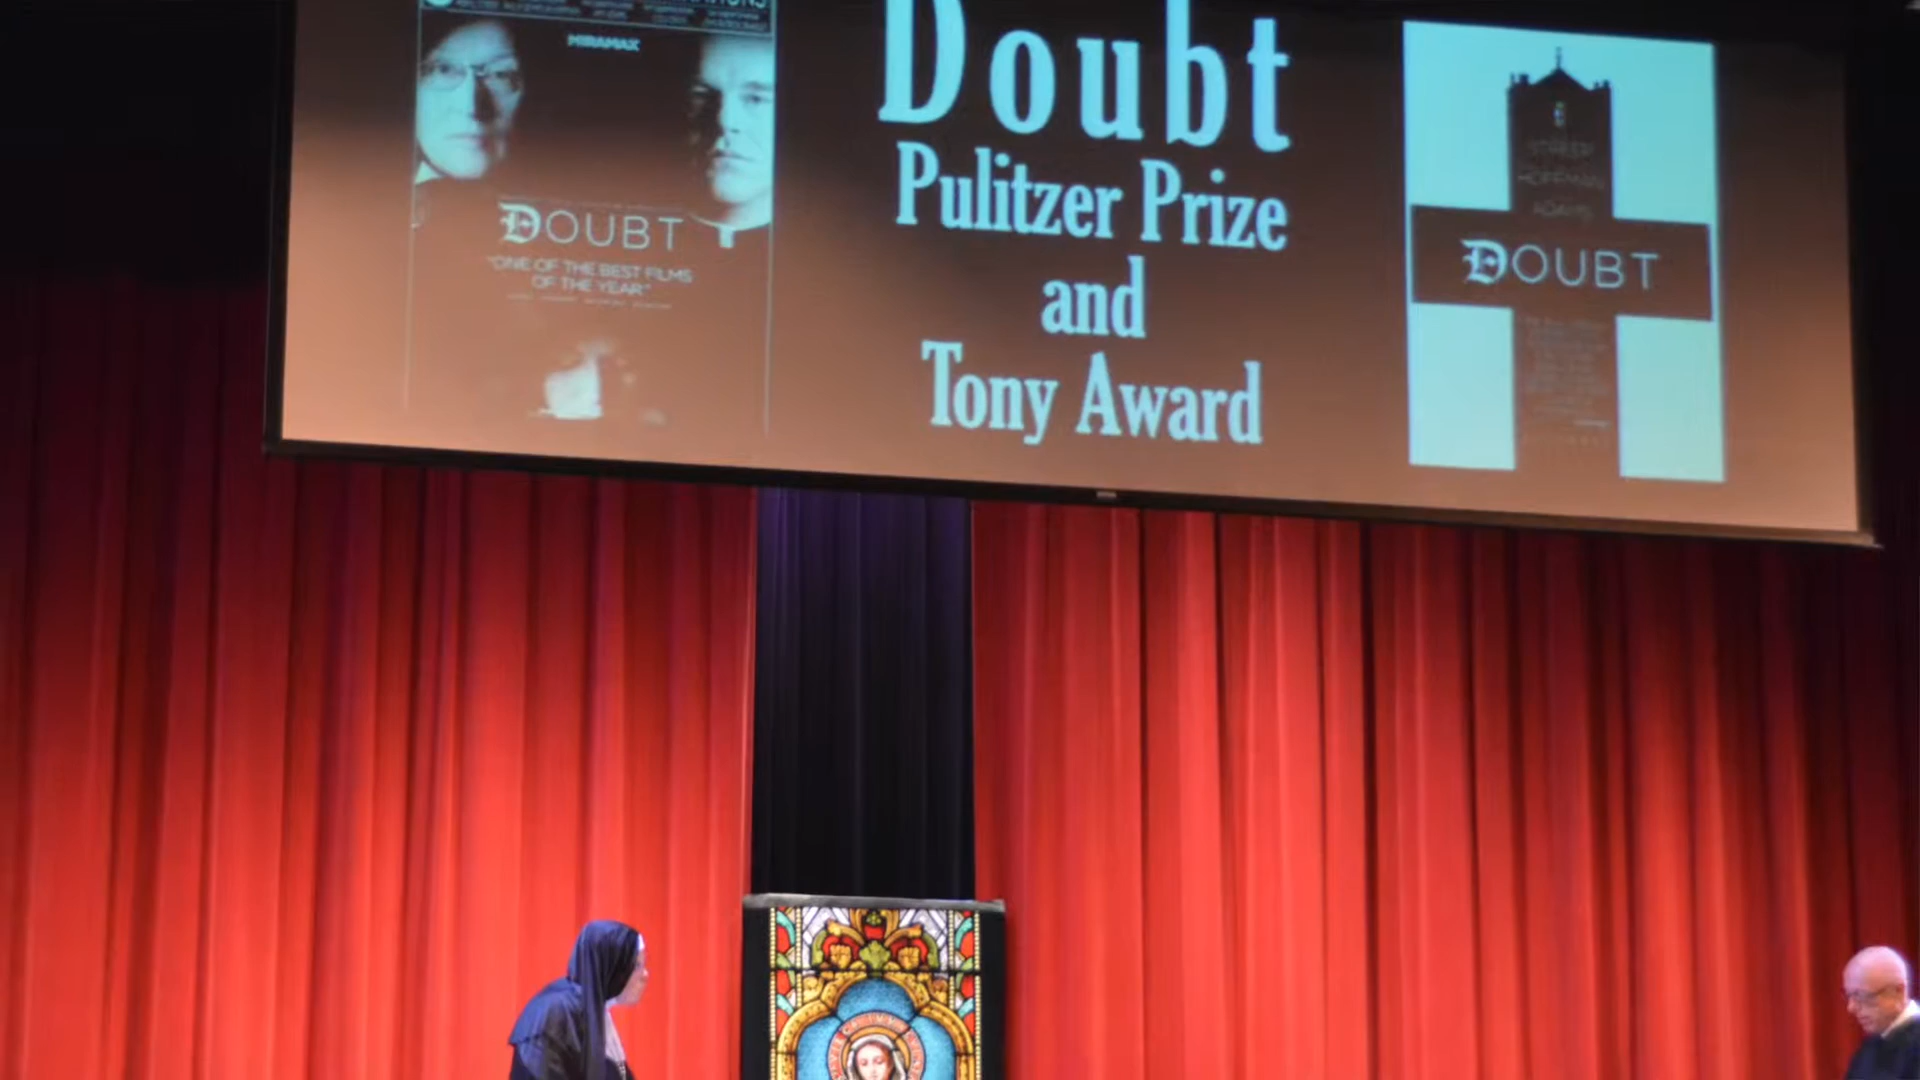 MIRAMAX
DOUBT
"ONE OF THE BEST FILMS
OF THE YEAR"
Doubt
Pulitzer Prize
and
Tony Award
STREEP
HOFFMAN
ADAMS
DOUBT